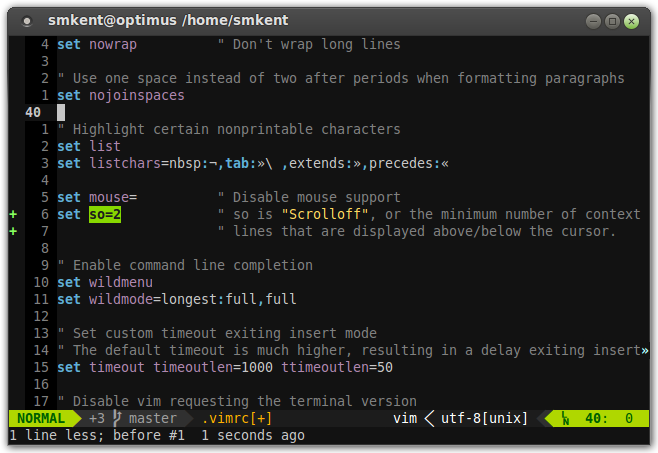 smkent@optimus /home/smkent
4 set nowrap          " Don't wrap long lines
3
2 " Use one space instead of two after periods when formatting paragraphs
1 set nojoinspaces
40
1 " Highlight certain nonprintable characters
2 set list
3 set listchars=nbsp:¬,tab:»\ ,extends:»,precedes:«
4
5 set mouse=          " Disable mouse support
+ 6 set so=2            " so is "Scrolloff", or the minimum number of context
+ 7                     " lines that are displayed above/below the cursor.
8
9 " Enable command line completion
10 set wildmenu
11 set wildmode=longest:full,full
12
13 " Set custom timeout exiting insert mode
14 " The default timeout is much higher, resulting in a delay exiting insert»
15 set timeout timeoutlen=1000 ttimeoutlen=50
16
17 " Disable vim requesting the terminal version
NORMAL +3 master .vimrc[+] vim utf-8[unix] LN 40: 0
1 line less; before #1  1 seconds ago